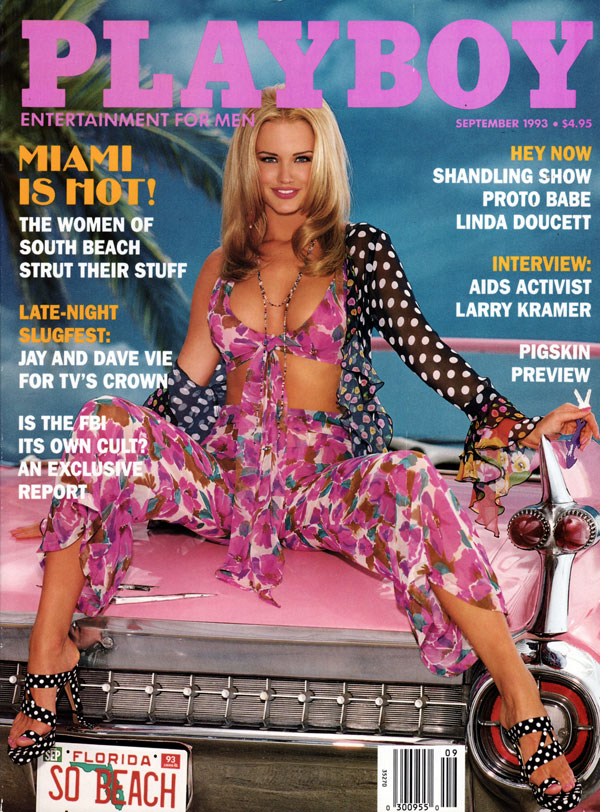 PLAYBOY
ENTERTAINMENT FOR MEN
SEPTEMBER 1993 • $4.95
MIAMI
IS HOT!
THE WOMEN OF
SOUTH BEACH
STRUT THEIR STUFF
LATE-NIGHT
SLUGFEST:
JAY AND DAVE VIE
FOR TV'S CROWN
IS THE FBI
ITS OWN CULT?
AN EXCLUSIVE
REPORT
HEY NOW
SHANDLING SHOW
PROTO BABE
LINDA DOUCETT
INTERVIEW:
AIDS ACTIVIST
LARRY KRAMER
PIGSKIN
PREVIEW
SEP
FLORIDA
93
SO BEACH
09
35270
0 300955 0